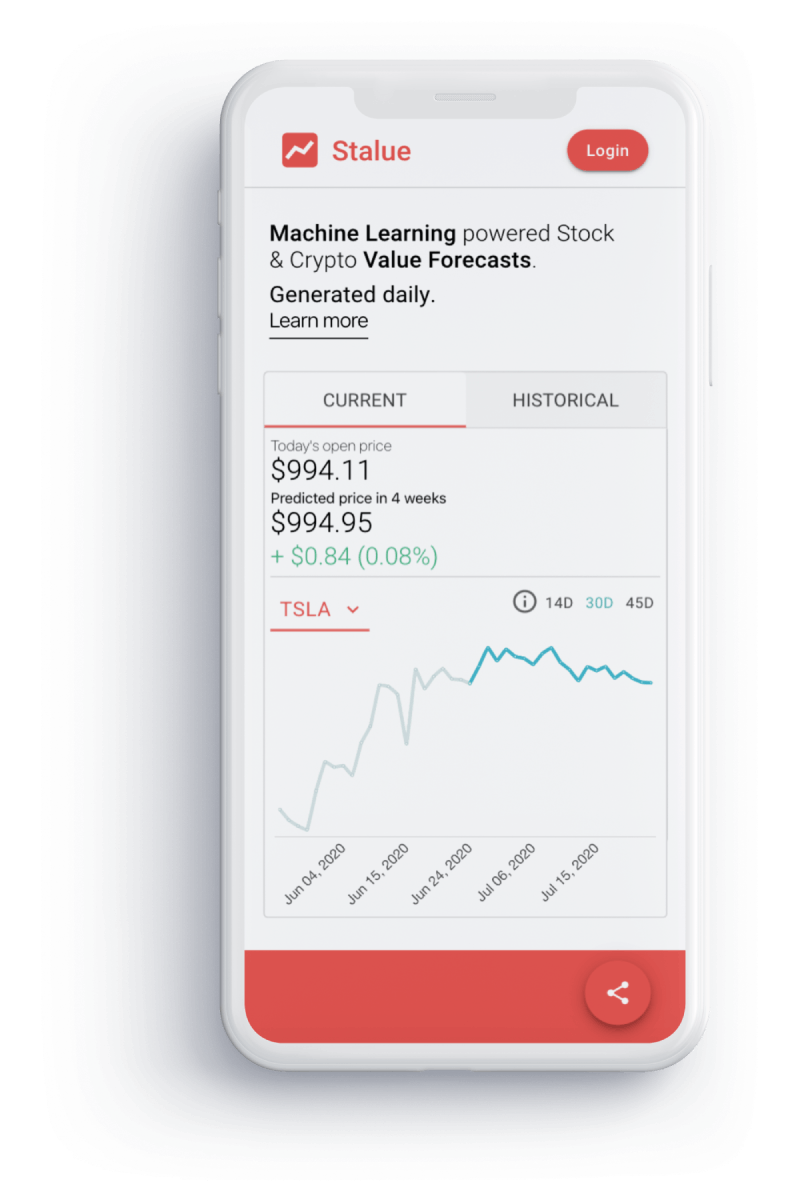 Stalue
Login
Machine Learning powered Stock
& Crypto Value Forecasts.
Generated daily.
Learn more
CURRENT
HISTORICAL
Today's open price
$994.11
Predicted price in 4 weeks
$994.95
+ $0.84 (0.08%)
TSLA
14D 30D 45D
Jun 04, 2020
Jun 15, 2020
Jun 24, 2020
Jul 06, 2020
Jul 15, 2020